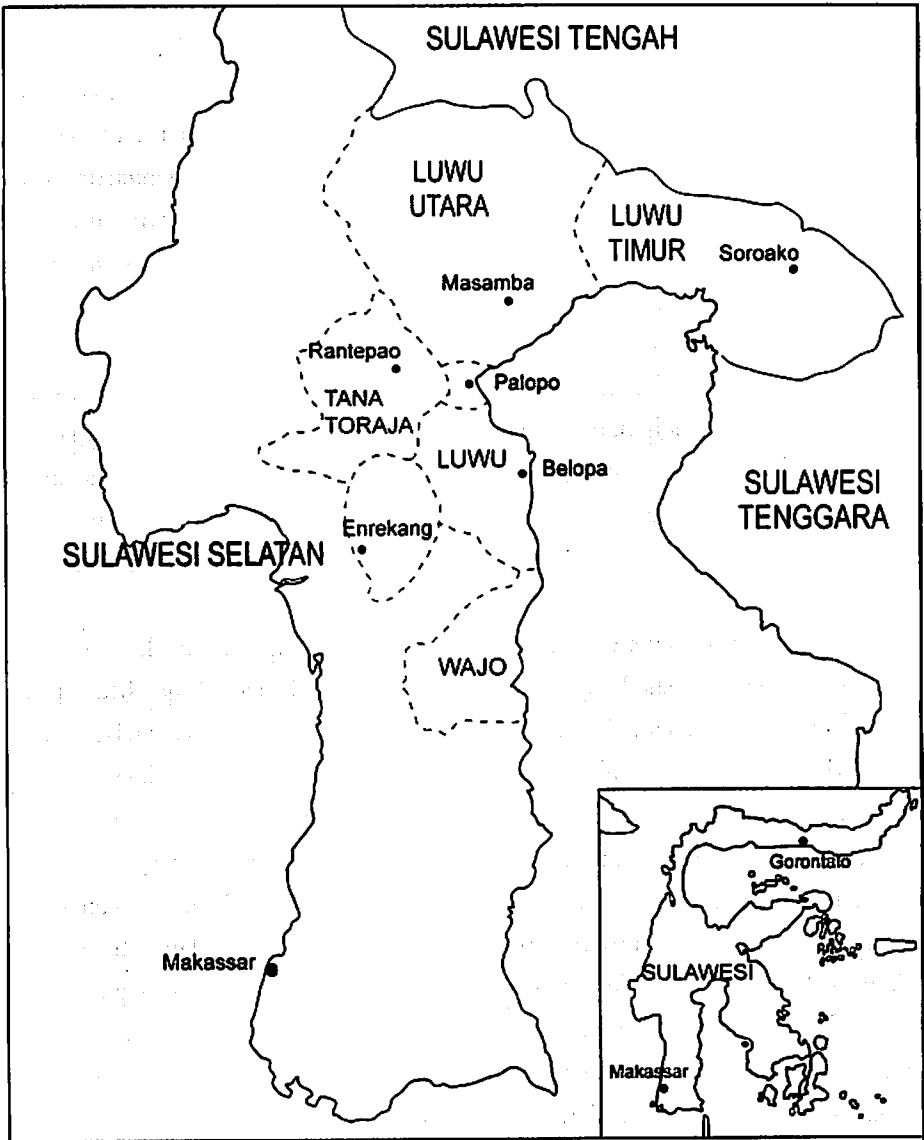 SULAWESI TENGAH
LUWU
UTARA
LUWU
TIMUR
Soroako
Masamba
Rantepao
Palopo
TANA
TORAJA
LUWU
Belopa
SULAWESI
TENGGARA
Enrekang
SULAWESI SELATAN
WAJO
Makassar
Gorontalo
SULAWESI
Makassar